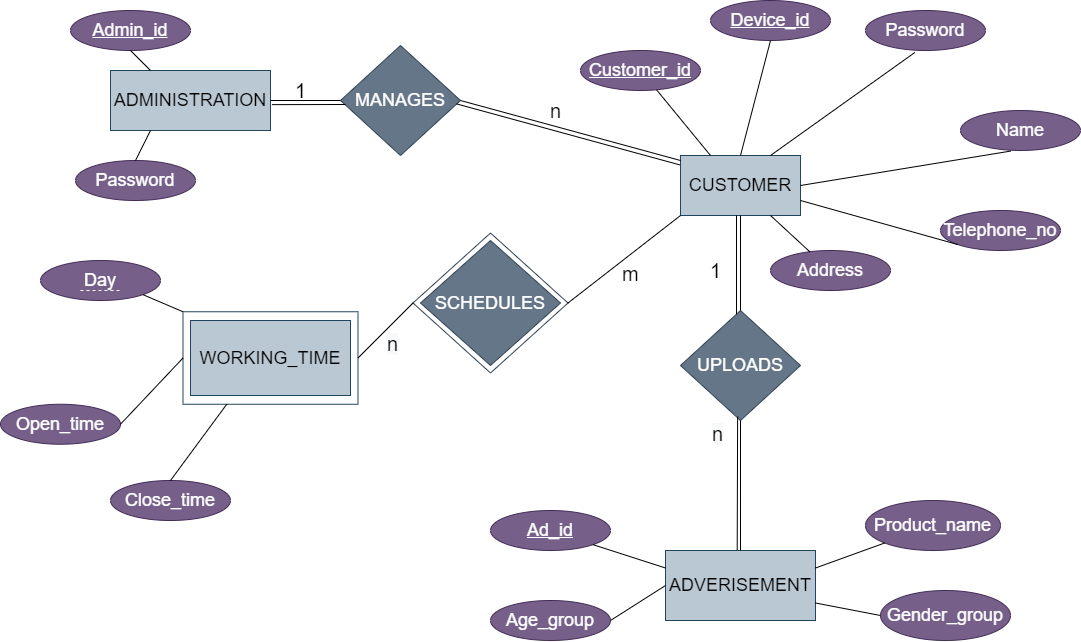 Admin_id
Device_id
Password
Customer_id
ADMINISTRATION
1
MANAGES
n
Name
Password
CUSTOMER
Telephone_no
Address
1
m
Day
SCHEDULES
n
WORKING_TIME
UPLOADS
Open_time
n
Close_time
Ad_id
Product_name
ADVERISEMENT
Age_group
Gender_group